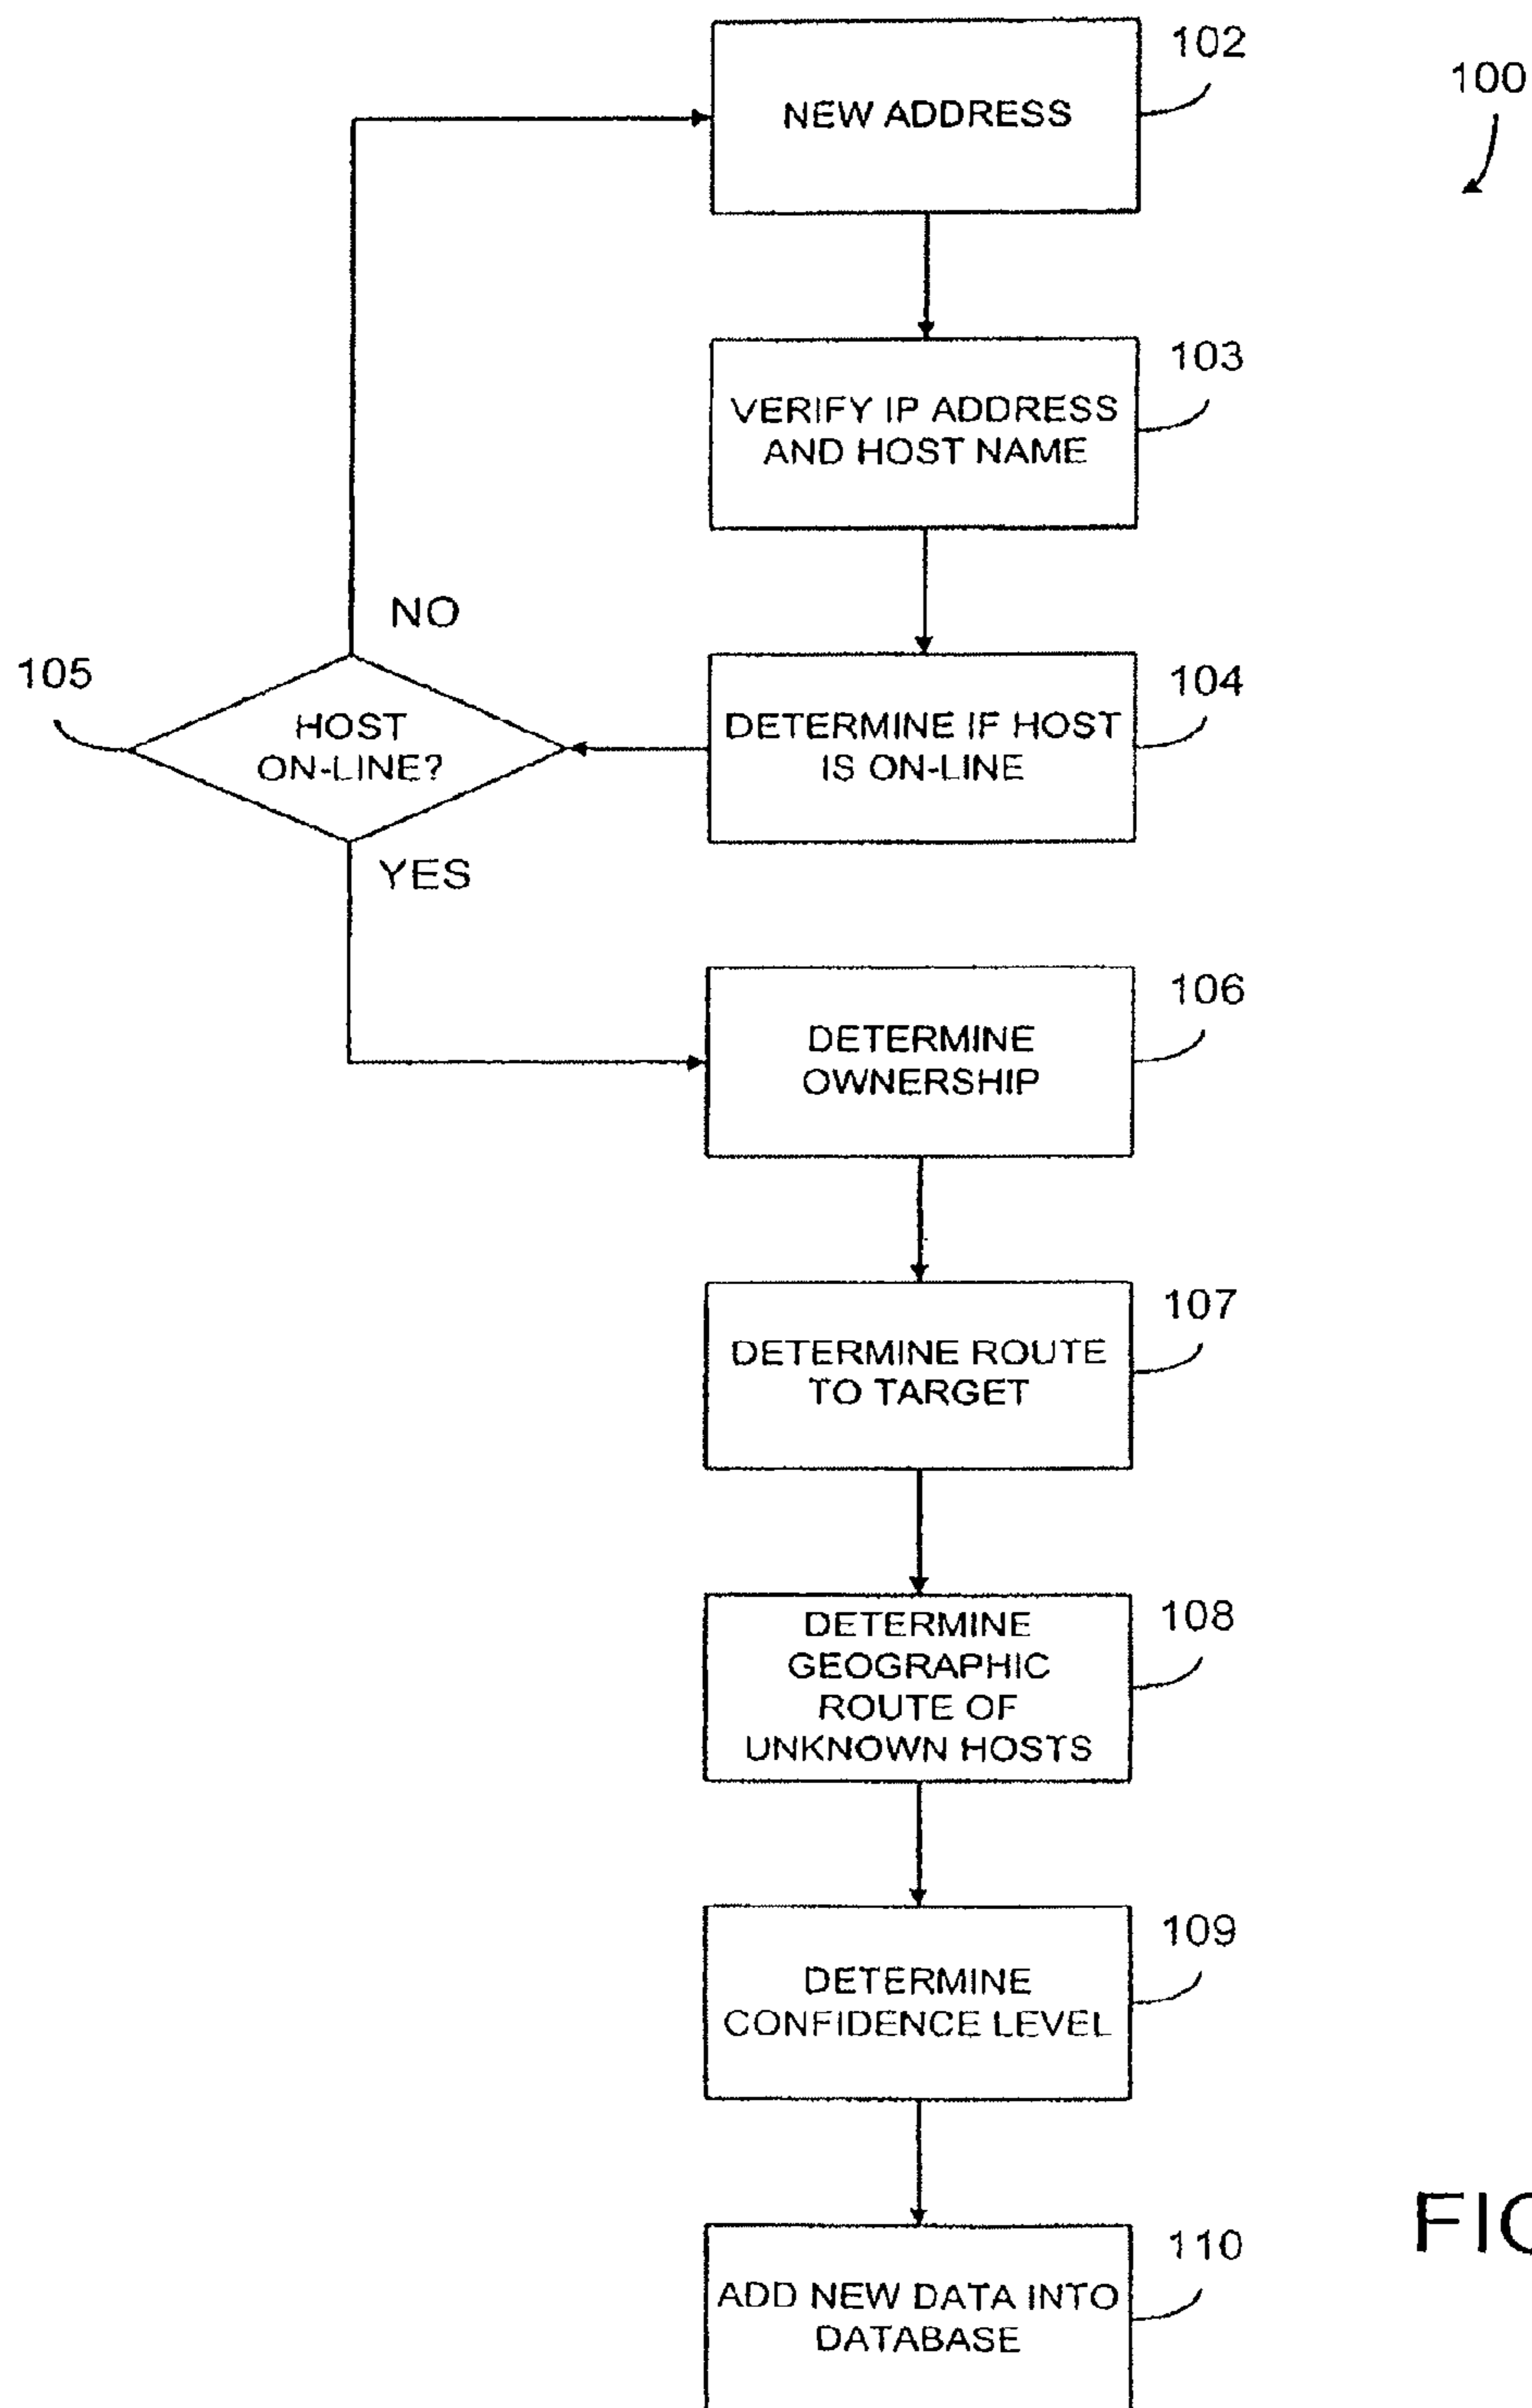 102
100
NEW ADDRESS
103
VERIFY IP ADDRESS
AND HOST NAME
NO
105
104
HOST
ON-LINE?
DETERMINE IF HOST
IS ON-LINE
YES
106
DETERMINE
OWNERSHIP
107
DETERMINE ROUTE
TO TARGET
108
DETERMINE
GEOGRAPHIC
ROUTE OF
UNKNOWN HOSTS
109
DETERMINE
CONFIDENCE LEVEL
110
ADD NEW DATA INTO
DATABASE